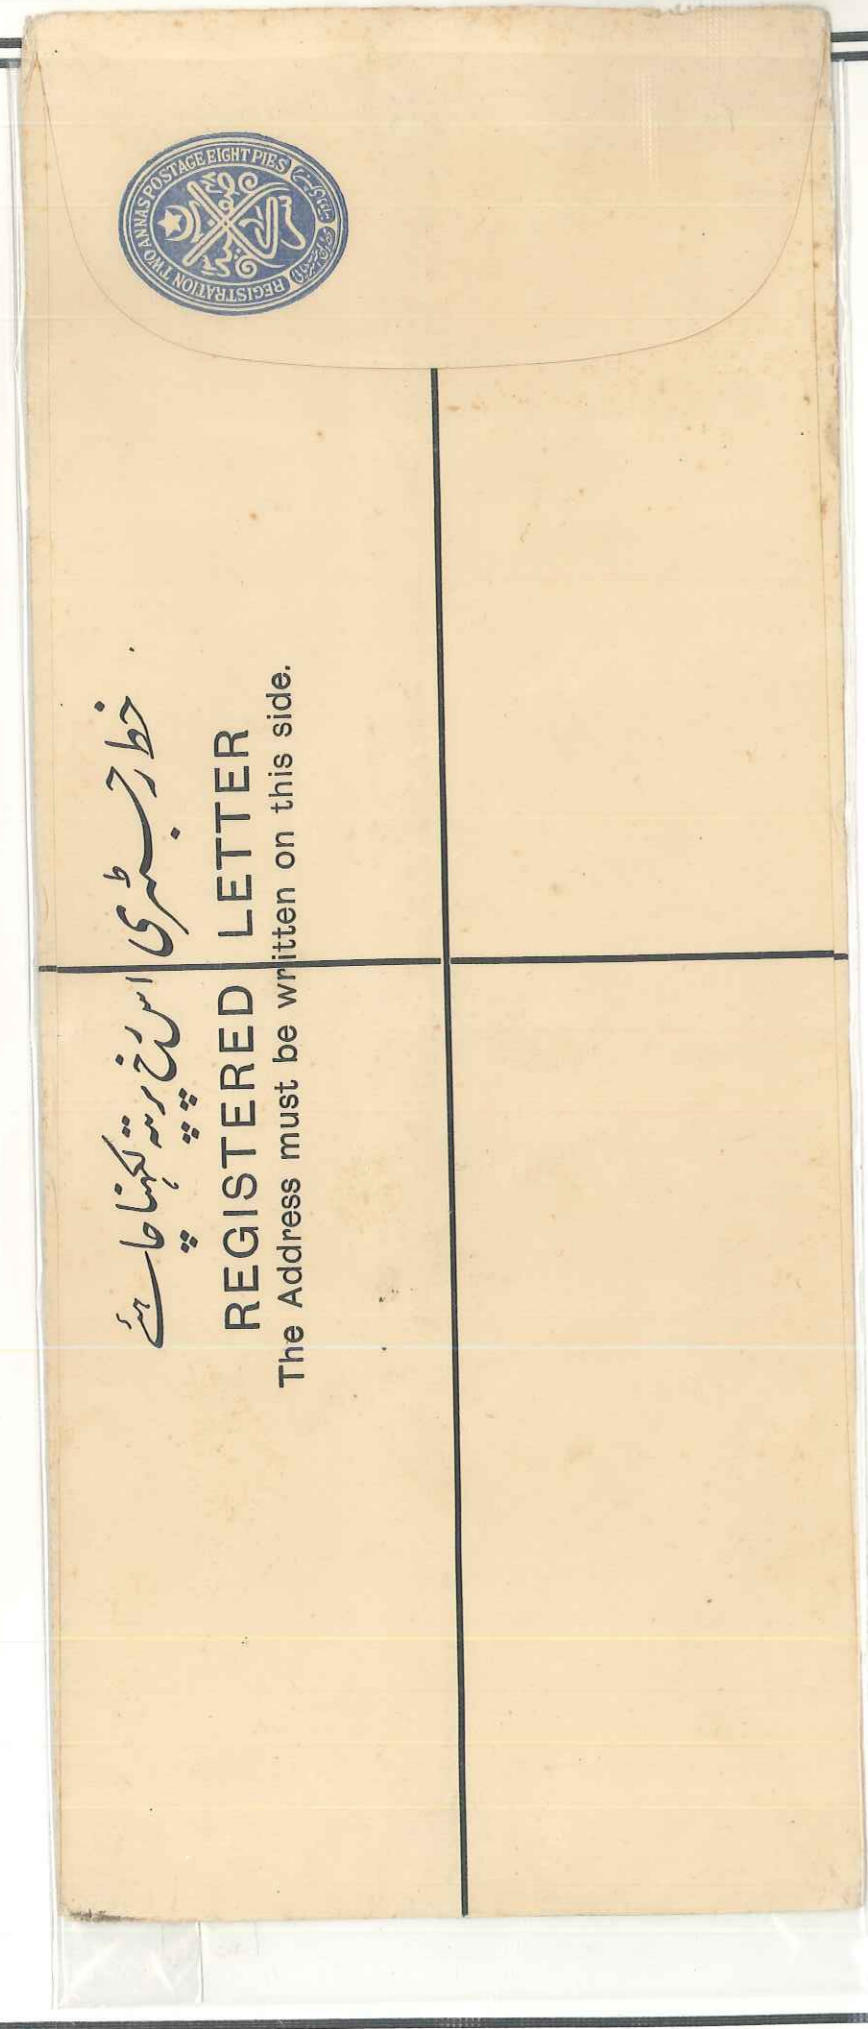 REGISTRATION TWO ANNAS POSTAGE EIGHT PIES
خط رجسٹری اس رُخ پر پتہ لکھنا چاہئے
REGISTERED LETTER
The Address must be written on this side.